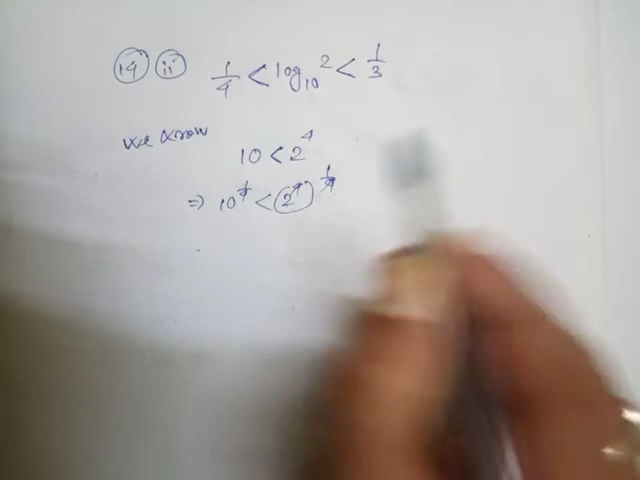 14 ii 1/4 < log₁₀ 2 < 1/3
We know
10 < 2⁴
⇒ 10^(1/4) < (2⁴)^(1/4)